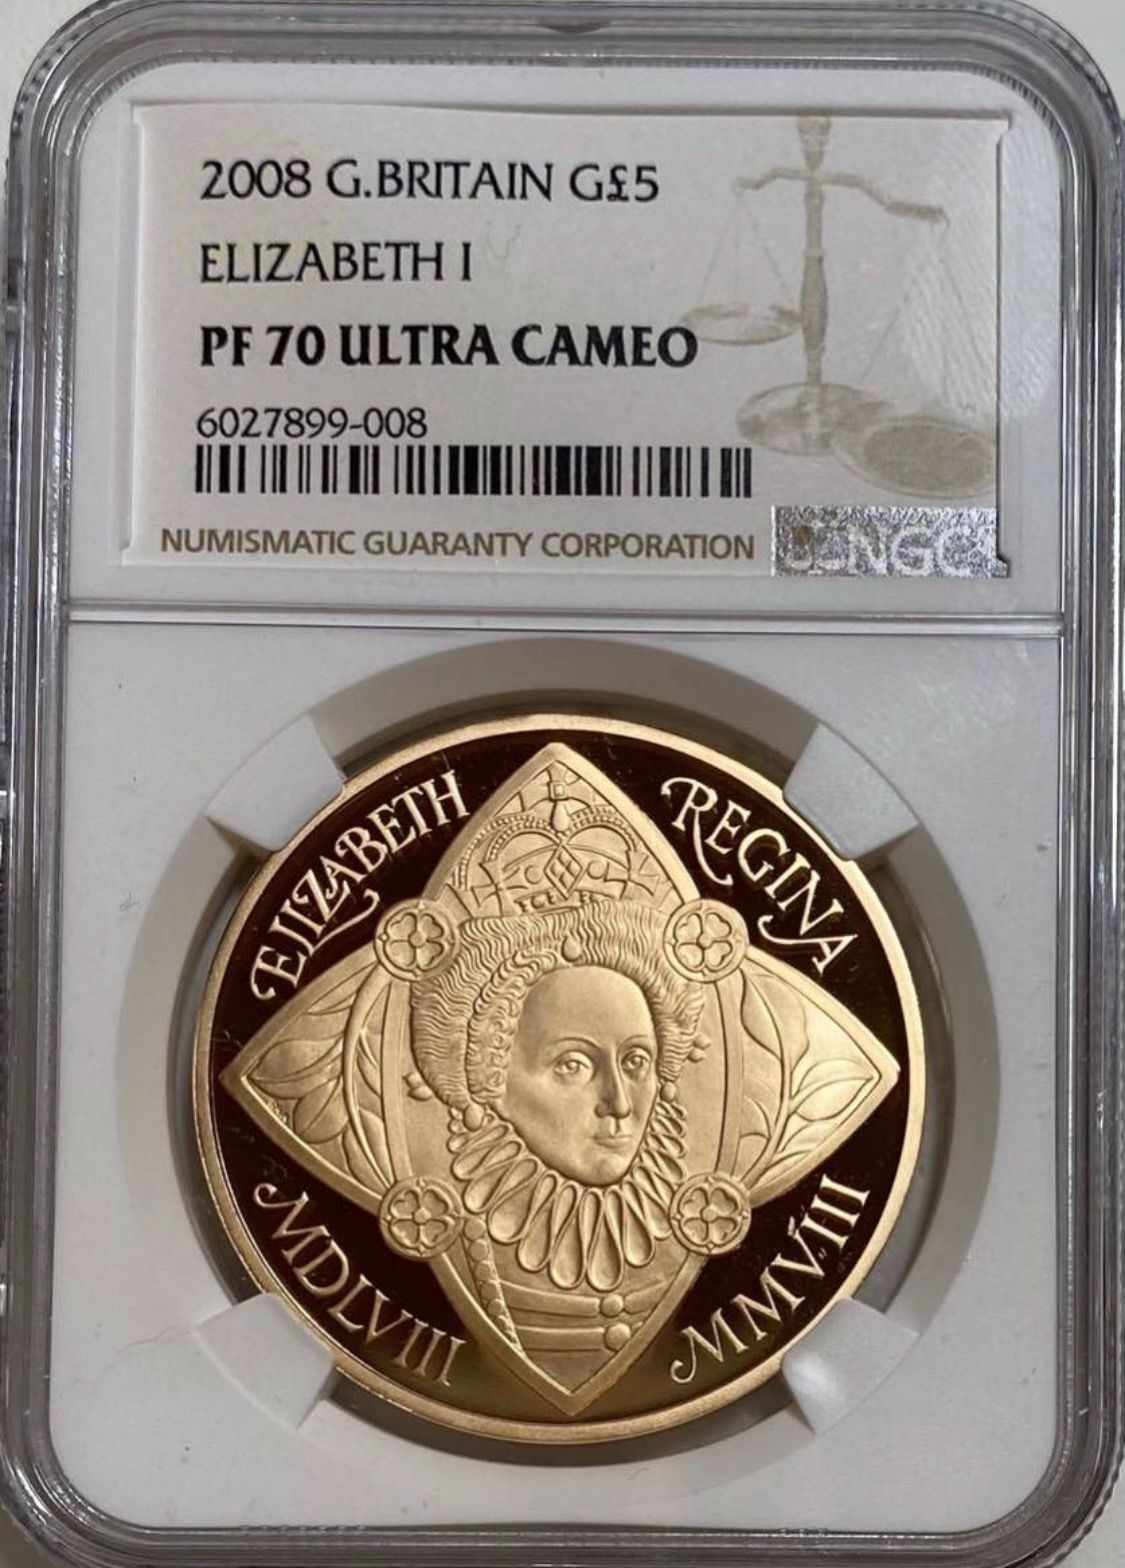 2008 G.BRITAIN G£5
ELIZABETH I
PF 70 ULTRA CAMEO
6027899-008
NUMISMATIC GUARANTY CORPORATION
NGC
ELIZABETH REGINA
MDLVIII MMVIII